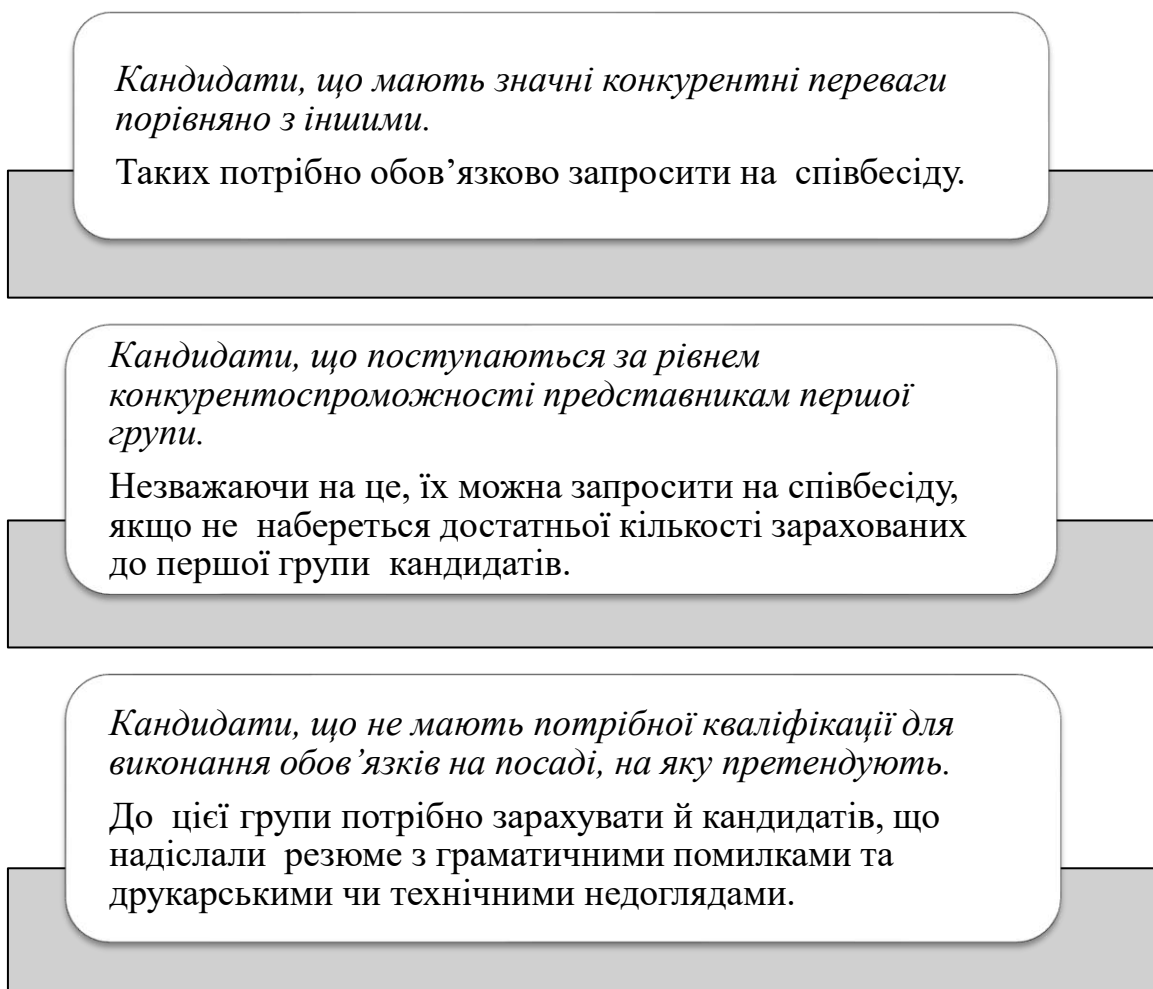 Кандидати, що мають значні конкурентні переваги
порівняно з іншими.
Таких потрібно обов’язково запросити на співбесіду.
Кандидати, що поступаються за рівнем
конкурентоспроможності представникам першої
групи.
Незважаючи на це, їх можна запросити на співбесіду,
якщо не набереться достатньої кількості зарахованих
до першої групи кандидатів.
Кандидати, що не мають потрібної кваліфікації для
виконання обов’язків на посаді, на яку претендують.
До цієї групи потрібно зарахувати й кандидатів, що
надіслали резюме з граматичними помилками та
друкарськими чи технічними недоглядами.